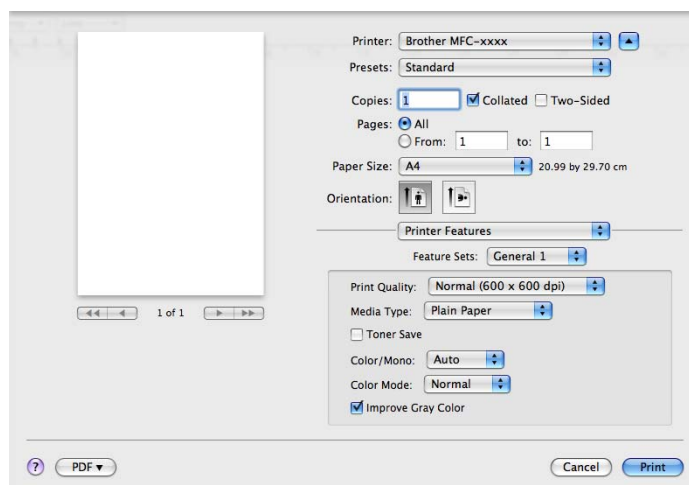 Printer: Brother MFC-xxxx
Presets: Standard
Copies: 1 Collated Two-Sided
Pages: All
From: 1 to: 1
Paper Size: A4 20.99 by 29.70 cm
Orientation:
Printer Features
Feature Sets: General 1
Print Quality: Normal (600 x 600 dpi)
Media Type: Plain Paper
Toner Save
Color/Mono: Auto
Color Mode: Normal
Improve Gray Color
1 of 1
? PDF▼ Cancel Print